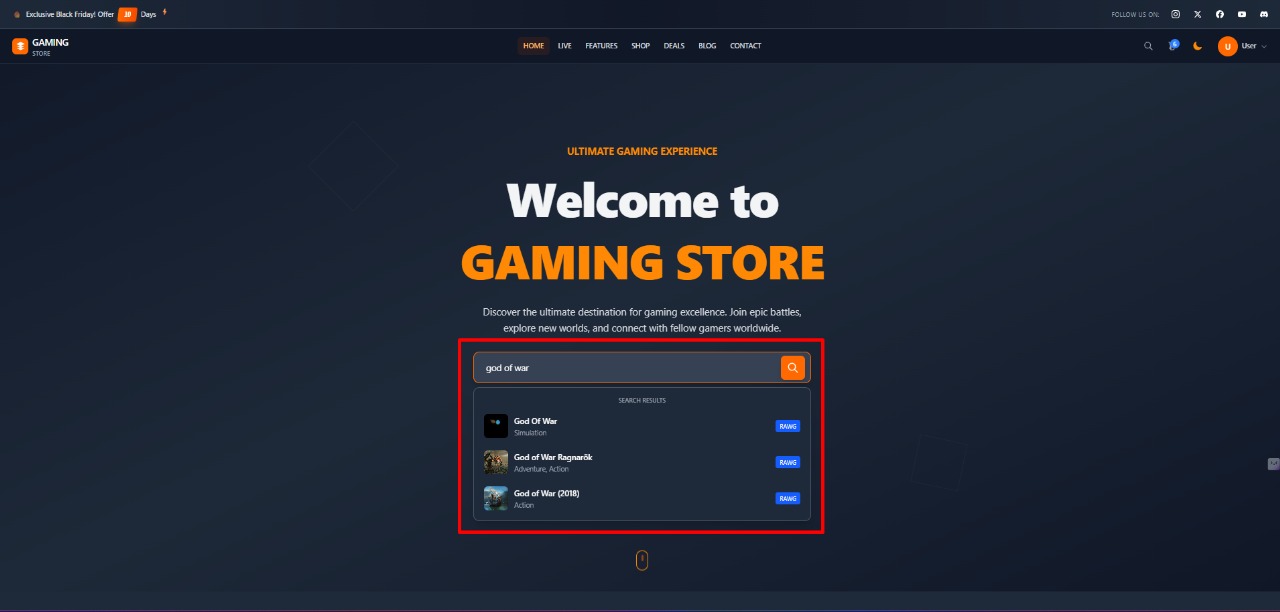 Exclusive Black Friday! Offer 10 Days
FOLLOW US ON:
GAMING
STORE
HOME LIVE FEATURES SHOP DEALS BLOG CONTACT
U User
ULTIMATE GAMING EXPERIENCE
Welcome to
GAMING STORE
Discover the ultimate destination for gaming excellence. Join epic battles,
explore new worlds, and connect with fellow gamers worldwide.
god of war
SEARCH RESULTS
God Of War
Simulation
RAWG
God of War Ragnarök
Adventure, Action
RAWG
God of War (2018)
Action
RAWG